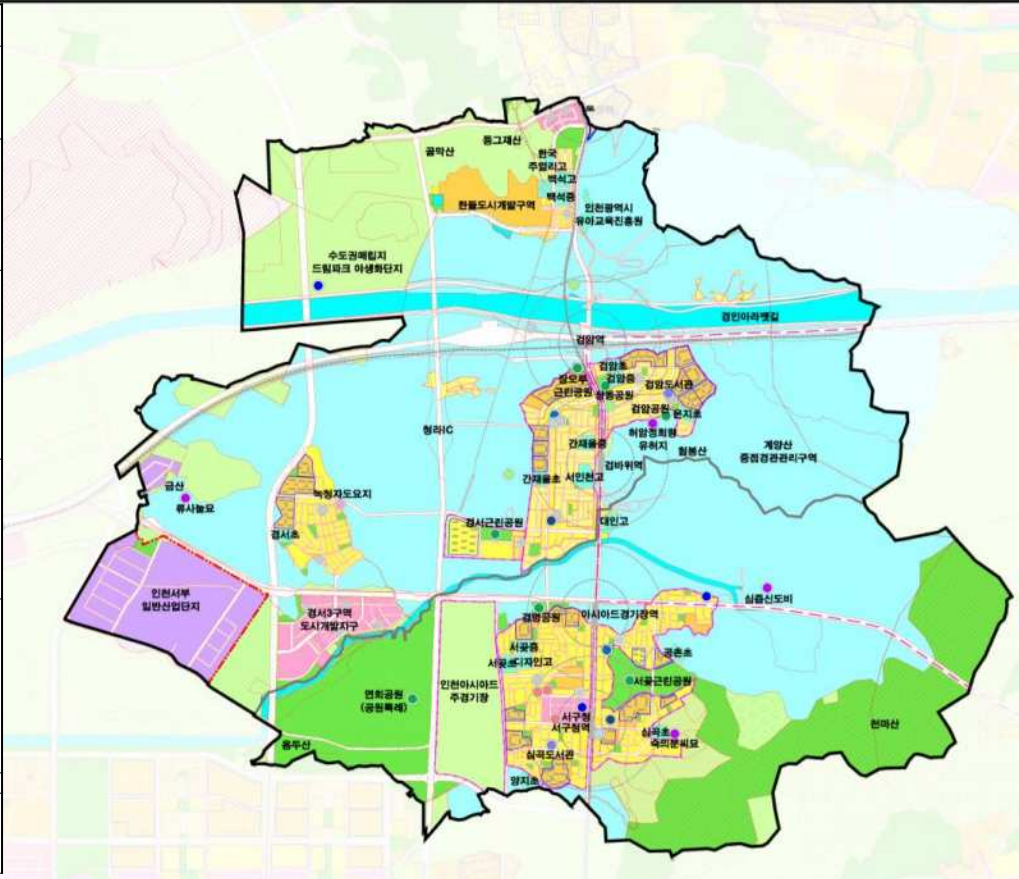 동그재산
골막산
한국
주얼리고
백석고
백석중
한들도시개발구역
인천광역시
유아교육진흥원
수도권매립지
드림파크 야생화단지
경인아라뱃길
검암역
검암초
검암중
검암도서관
근린공원
상동공원
검암공원
은지초
허암정희량
유허지
청라IC
간재울중
계양산
중점경관관리구역
검바위역
간재울초
서인천고
금산
류사눌묘
녹청자도요지
경서초
경서근린공원
대인고
인천서부
일반산업단지
심즙신도비
경서3구역
도시개발지구
경명공원
아시아드경기장역
서곶중
서곶초
디자인고
공촌초
인천아시아드
주경기장
연희공원
(공원특례)
서곶근린공원
서구청
서구청역
심곡초
숙의문씨묘
천마산
용두산
심곡도서관
양지초